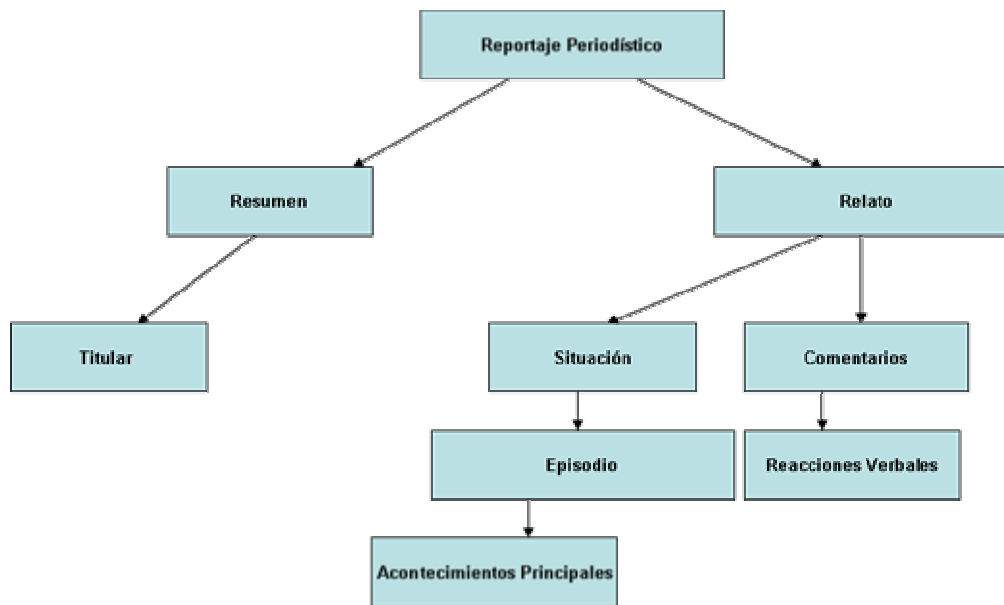 Reportaje Periodístico
Resumen
Relato
Titular
Situación
Comentarios
Episodio
Reacciones Verbales
Acontecimientos Principales